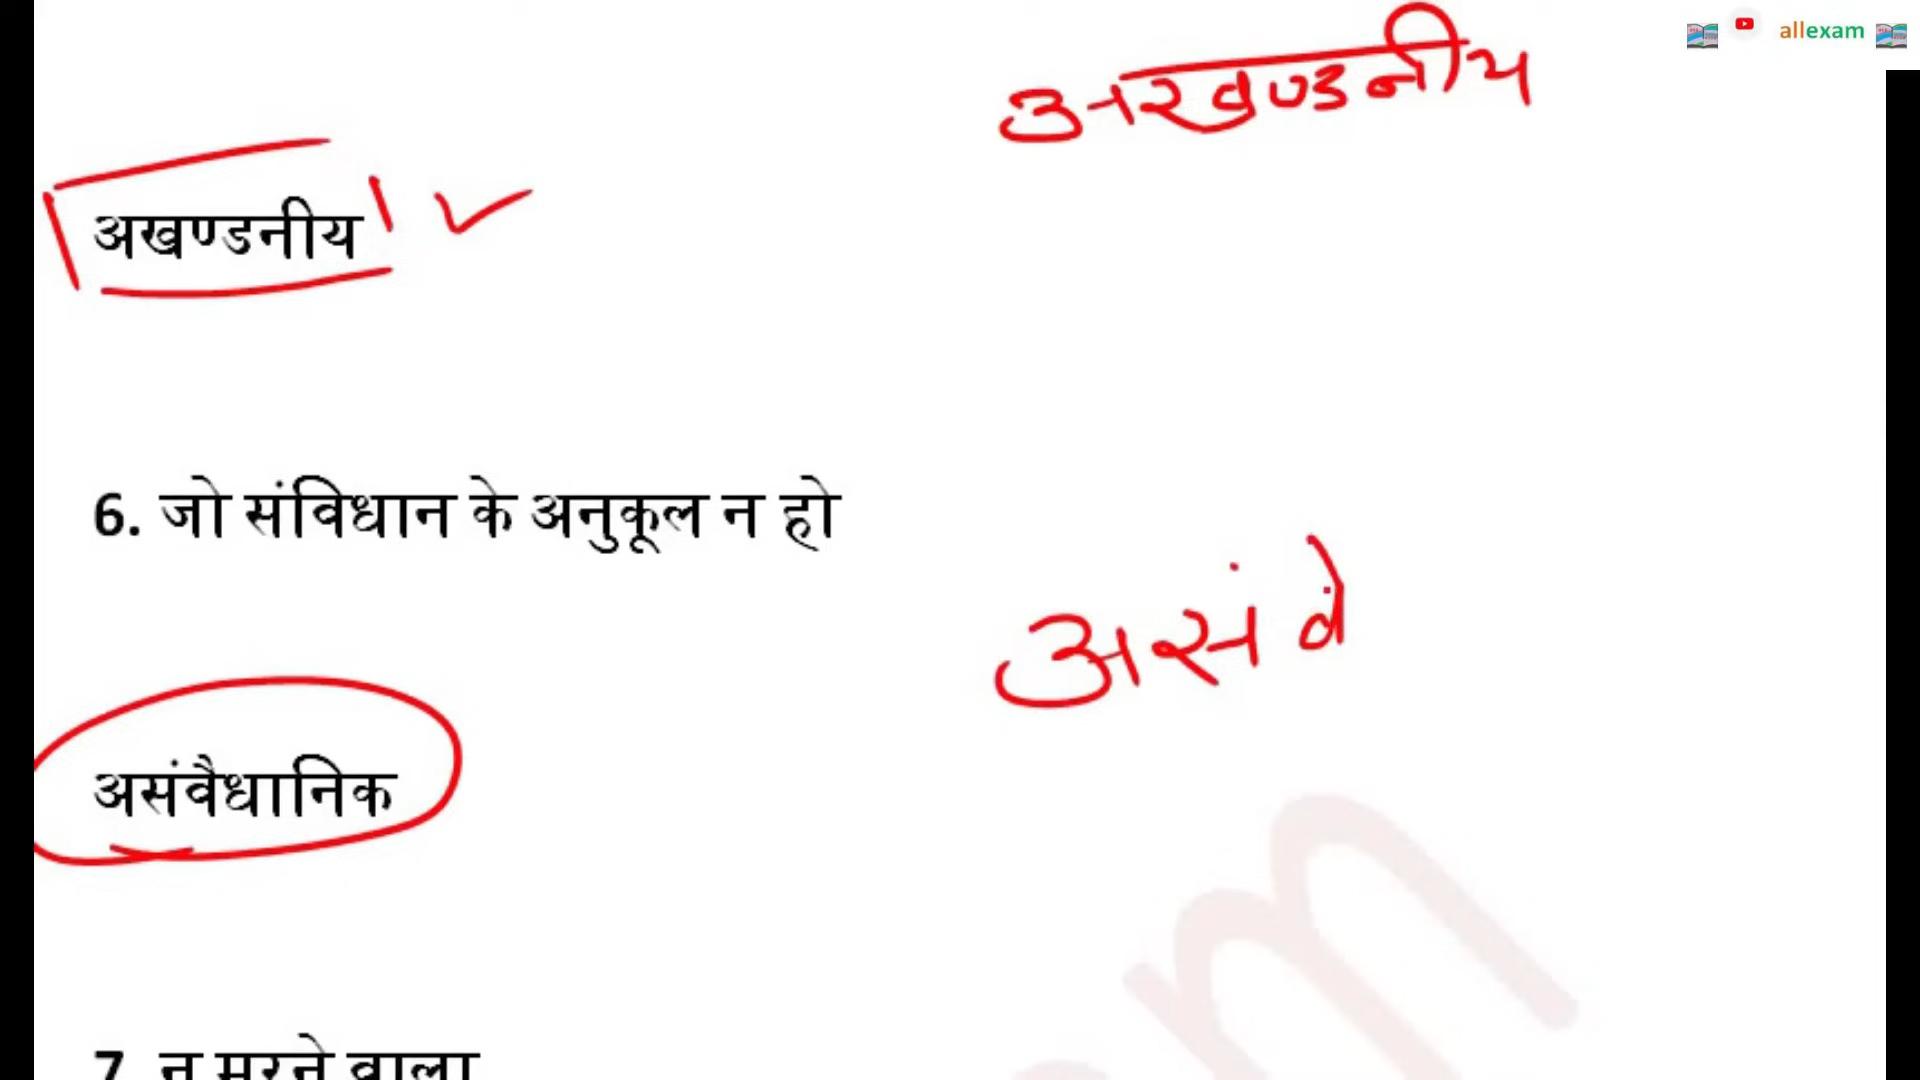 allexam
अखण्डनीय
अखण्डनीय
6. जो संविधान के अनुकूल न हो
असंवे
असंवैधानिक
7. न मरने वाला